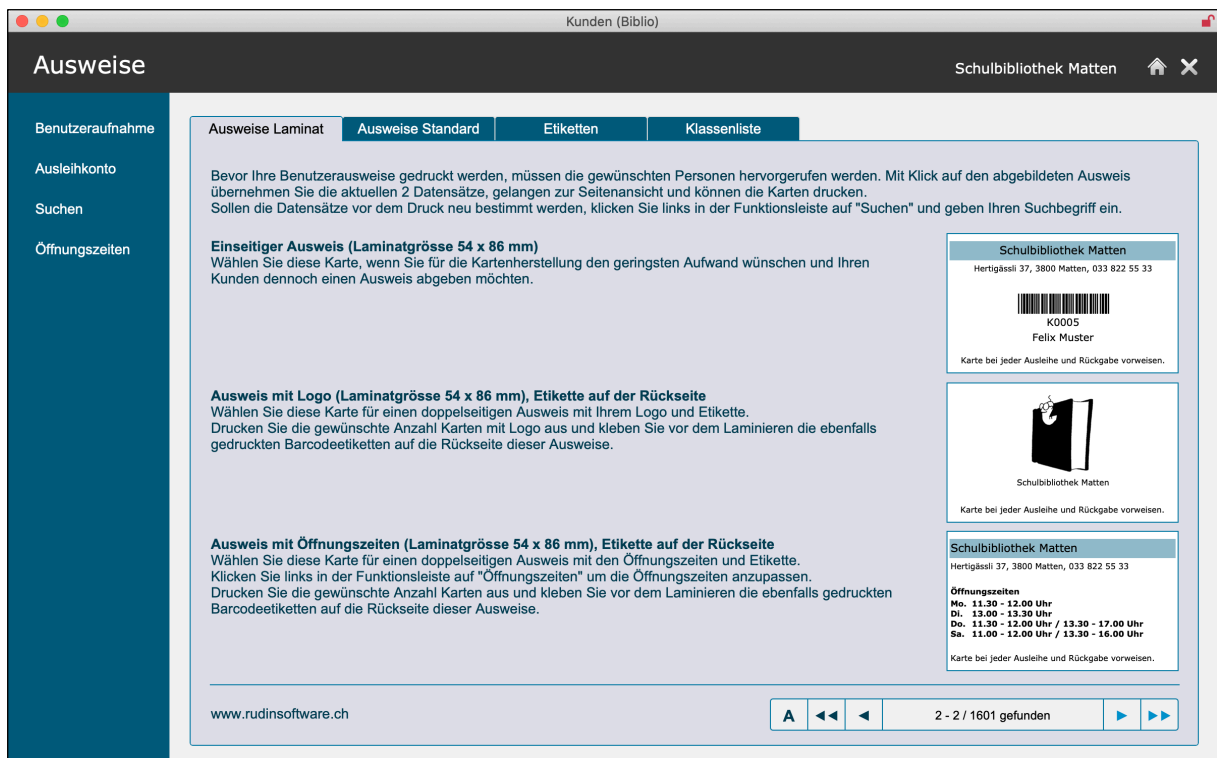 Kunden (Biblio)
Ausweise
Schulbibliothek Matten
Benutzeraufnahme
Ausleihkonto
Suchen
Öffnungszeiten
Ausweise Laminat
Ausweise Standard
Etiketten
Klassenliste
Bevor Ihre Benutzerausweise gedruckt werden, müssen die gewünschten Personen hervorgerufen werden. Mit Klick auf den abgebildeten Ausweis
übernehmen Sie die aktuellen 2 Datensätze, gelangen zur Seitenansicht und können die Karten drucken.
Sollen die Datensätze vor dem Druck neu bestimmt werden, klicken Sie links in der Funktionsleiste auf "Suchen" und geben Ihren Suchbegriff ein.
Einseitiger Ausweis (Laminatgrösse 54 x 86 mm)
Wählen Sie diese Karte, wenn Sie für die Kartenherstellung den geringsten Aufwand wünschen und Ihren
Kunden dennoch einen Ausweis abgeben möchten.
Schulbibliothek Matten
Hertigässli 37, 3800 Matten, 033 822 55 33
K0005
Felix Muster
Karte bei jeder Ausleihe und Rückgabe vorweisen.
Ausweis mit Logo (Laminatgrösse 54 x 86 mm), Etikette auf der Rückseite
Wählen Sie diese Karte für einen doppelseitigen Ausweis mit Ihrem Logo und Etikette.
Drucken Sie die gewünschte Anzahl Karten mit Logo aus und kleben Sie vor dem Laminieren die ebenfalls
gedruckten Barcodeetiketten auf die Rückseite dieser Ausweise.
Schulbibliothek Matten
Karte bei jeder Ausleihe und Rückgabe vorweisen.
Ausweis mit Öffnungszeiten (Laminatgrösse 54 x 86 mm), Etikette auf der Rückseite
Wählen Sie diese Karte für einen doppelseitigen Ausweis mit den Öffnungszeiten und Etikette.
Klicken Sie links in der Funktionsleiste auf "Öffnungszeiten" um die Öffnungszeiten anzupassen.
Drucken Sie die gewünschte Anzahl Karten aus und kleben Sie vor dem Laminieren die ebenfalls gedruckten
Barcodeetiketten auf die Rückseite dieser Ausweise.
Schulbibliothek Matten
Hertigässli 37, 3800 Matten, 033 822 55 33
Öffnungszeiten
Mo. 11.30 - 12.00 Uhr
Di. 13.00 - 13.30 Uhr
Do. 11.30 - 12.00 Uhr / 13.30 - 17.00 Uhr
Sa. 11.00 - 12.00 Uhr / 13.30 - 16.00 Uhr
Karte bei jeder Ausleihe und Rückgabe vorweisen.
www.rudinsoftware.ch
A
2 - 2 / 1601 gefunden